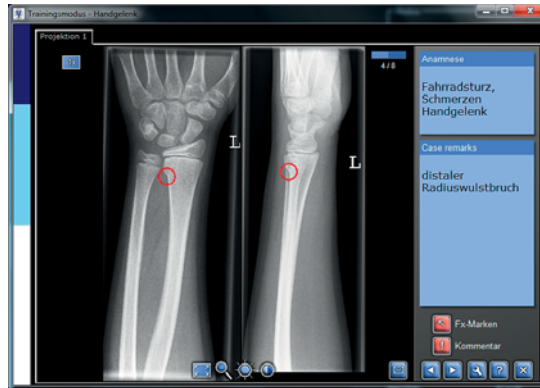 Trainingsmodus - Handgelenk
Projektion 1
4/8
L
L
Anamnese
Fahrradsturz,
Schmerzen
Handgelenk
Case remarks
distaler
Radiuswulstbruch
Fx-Marken
Kommentar